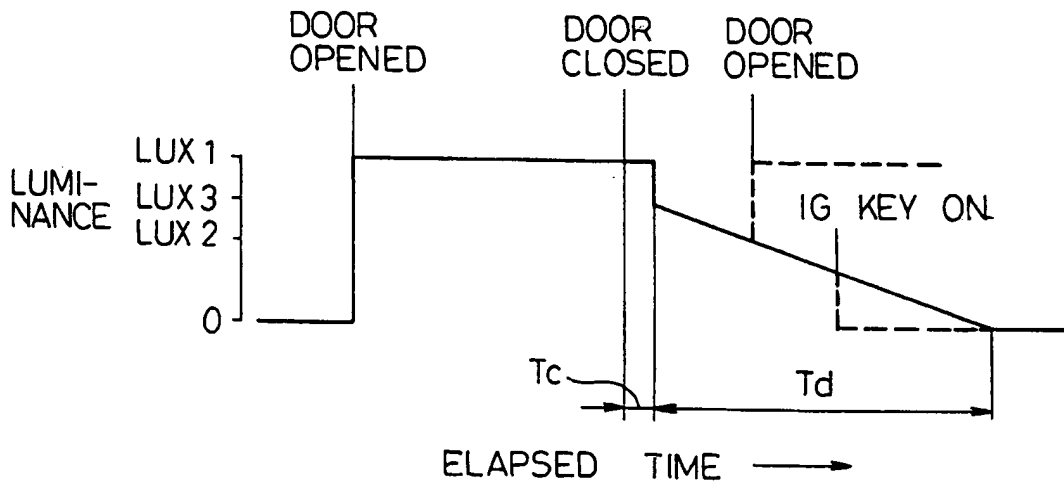 DOOR
OPENED
DOOR
CLOSED
DOOR
OPENED
LUMI-
NANCE
LUX 1
LUX 3
LUX 2
0
IG KEY ON
Tc
Td
ELAPSED TIME